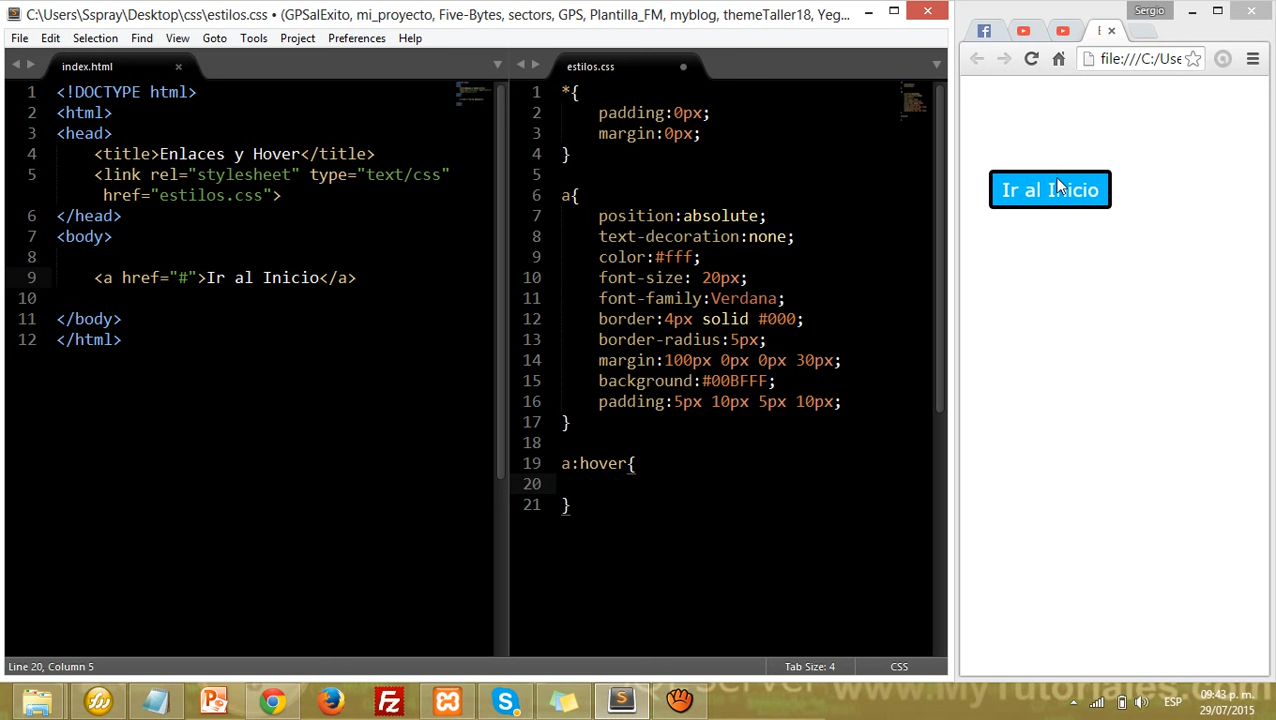 C:\Users\Sspray\Desktop\css\estilos.css • (GPSalExito, mi_proyecto, Five-Bytes, sectors, GPS, Plantilla_FM, myblog, themeTaller18, Yeg...
Sergio
File Edit Selection Find View Goto Tools Project Preferences Help
file:///C:/Use
index.html
1 <!DOCTYPE html>
2 <html>
3 <head>
4 <title>Enlaces y Hover</title>
5 <link rel="stylesheet" type="text/css"
href="estilos.css">
6 </head>
7 <body>
8
9 <a href="#">Ir al Inicio</a>
10
11 </body>
12 </html>
estilos.css
1 *{
2 padding:0px;
3 margin:0px;
4 }
5
6 a{
7 position:absolute;
8 text-decoration:none;
9 color:#fff;
10 font-size: 20px;
11 font-family:Verdana;
12 border:4px solid #000;
13 border-radius:5px;
14 margin:100px 0px 0px 30px;
15 background:#00BFFF;
16 padding:5px 10px 5px 10px;
17 }
18
19 a:hover{
20
21 }
Ir al Inicio
Line 20, Column 5
Tab Size: 4
CSS
ESP
09:43 p. m.
29/07/2015